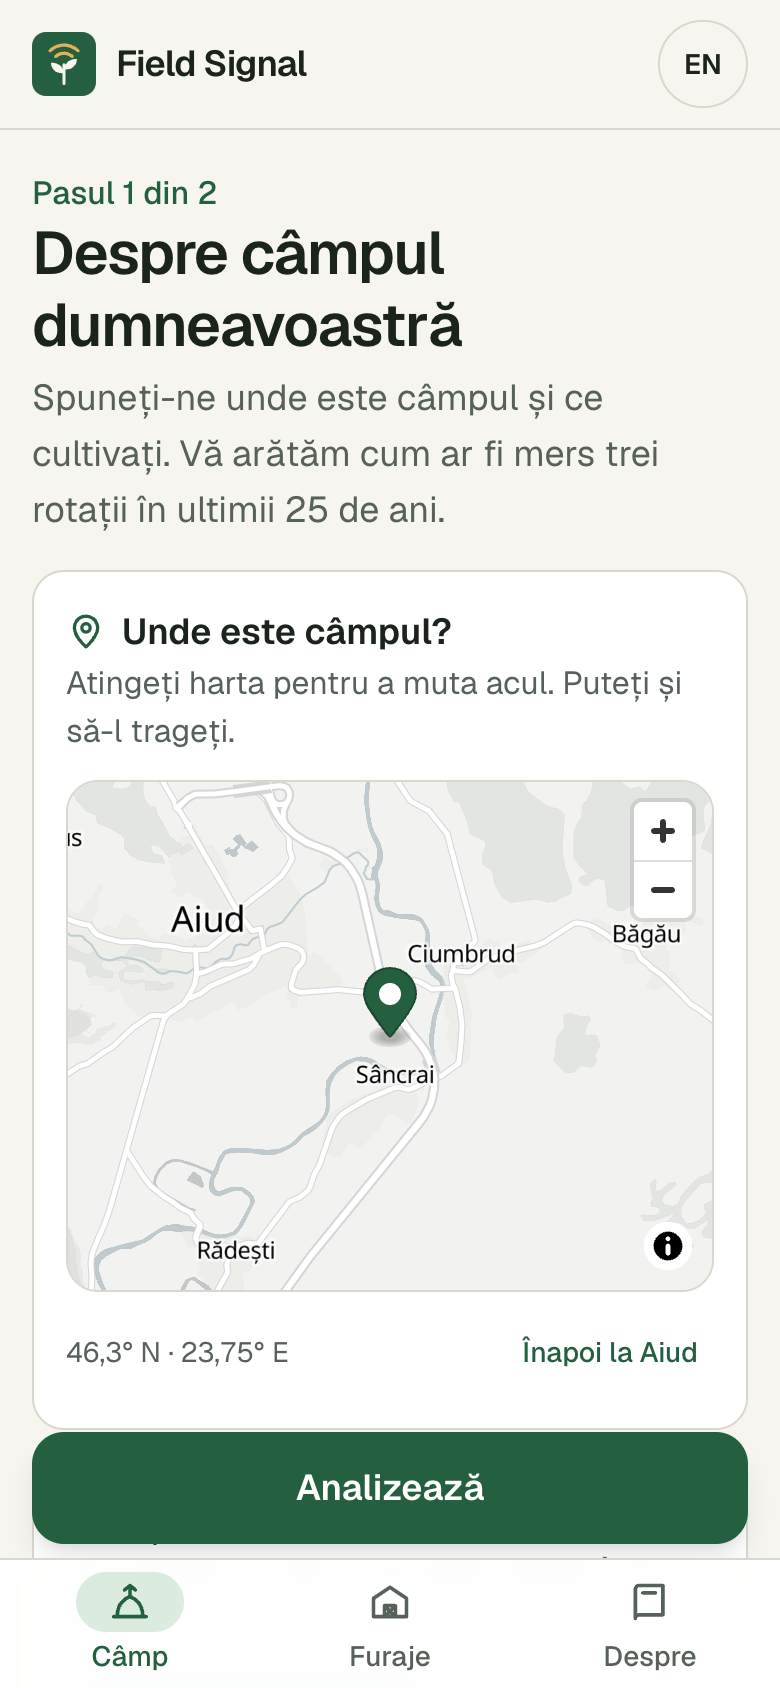 Field Signal
EN
Pasul 1 din 2
Despre câmpul
dumneavoastră
Spuneți-ne unde este câmpul și ce
cultivați. Vă arătăm cum ar fi mers trei
rotații în ultimii 25 de ani.
Unde este câmpul?
Atingeți harta pentru a muta acul. Puteți și
să-l trageți.
Aiud
Băgău
Ciumbrud
Sâncrai
Rădești
46,3° N · 23,75° E
Înapoi la Aiud
Analizează
Câmp
Furaje
Despre